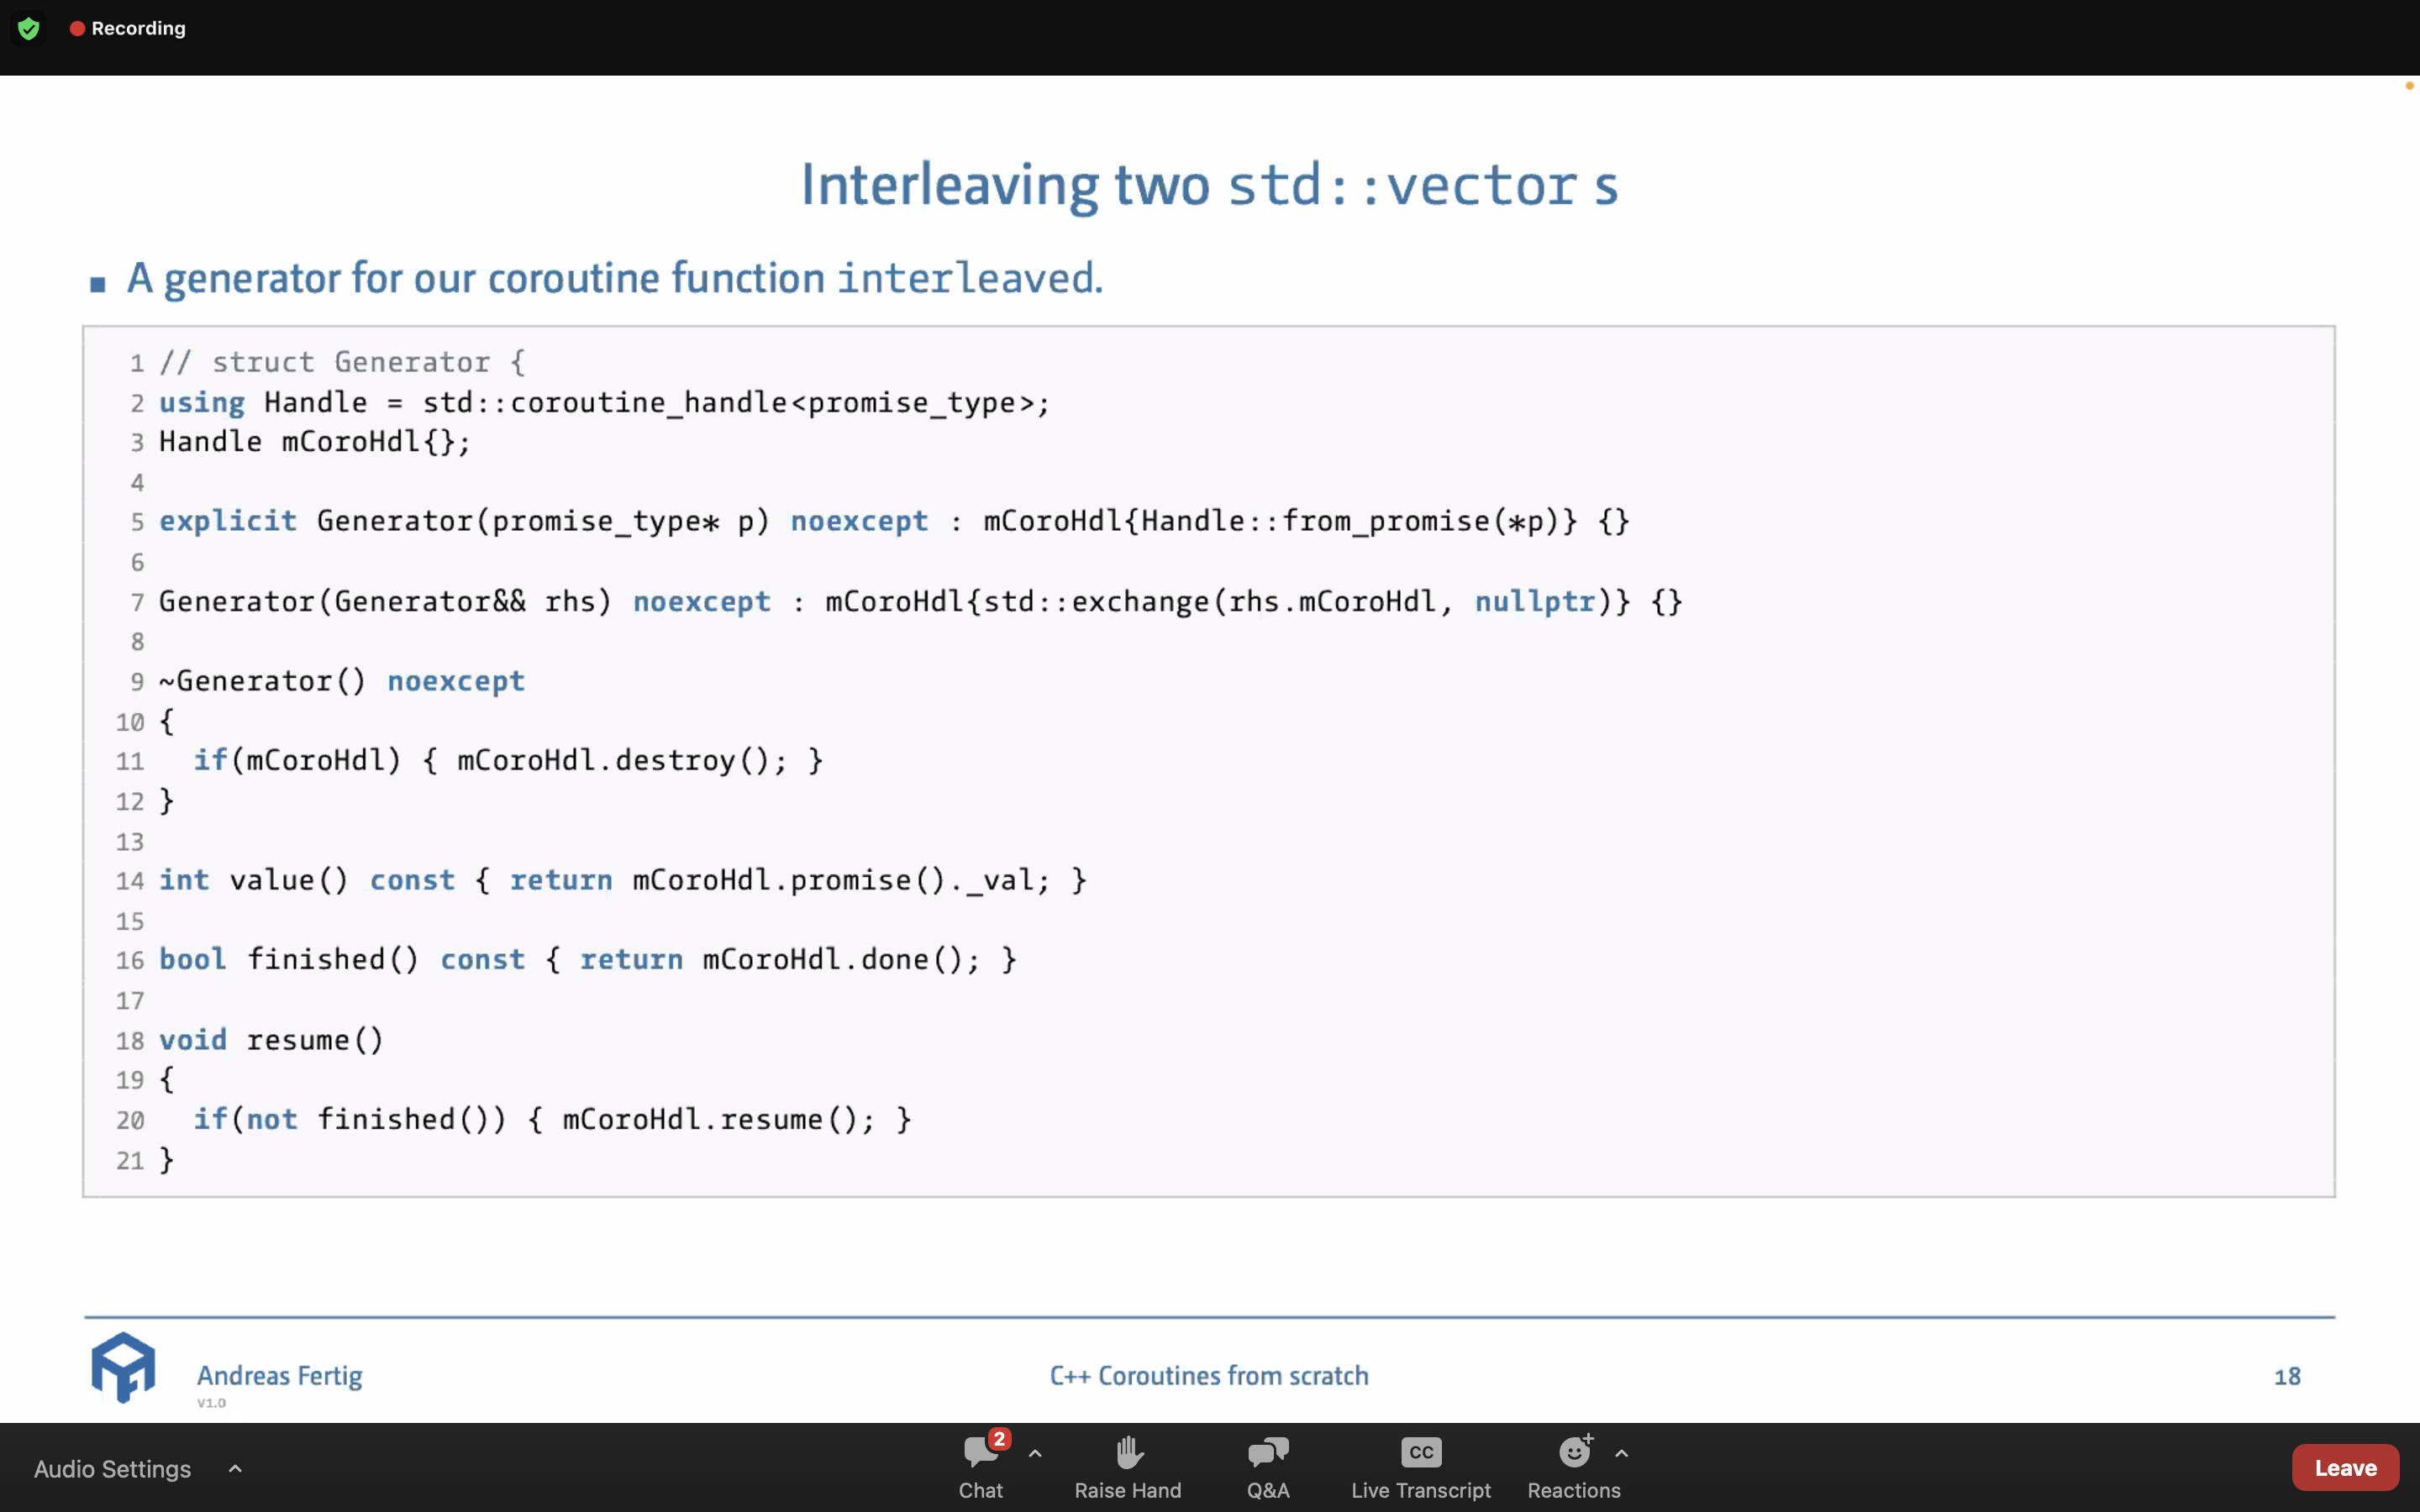 Recording
Interleaving two std::vector s
■ A generator for our coroutine function interleaved.
1 // struct Generator {
2 using Handle = std::coroutine_handle<promise_type>;
3 Handle mCoroHdl{};
4
5 explicit Generator(promise_type* p) noexcept : mCoroHdl{Handle::from_promise(*p)} {}
6
7 Generator(Generator&& rhs) noexcept : mCoroHdl{std::exchange(rhs.mCoroHdl, nullptr)} {}
8
9 ~Generator() noexcept
10 {
11   if(mCoroHdl) { mCoroHdl.destroy(); }
12 }
13
14 int value() const { return mCoroHdl.promise()._val; }
15
16 bool finished() const { return mCoroHdl.done(); }
17
18 void resume()
19 {
20   if(not finished()) { mCoroHdl.resume(); }
21 }
Andreas Fertig
v1.0
C++ Coroutines from scratch
18
Audio Settings
2
Chat
Raise Hand
Q&A
CC
Live Transcript
Reactions
Leave